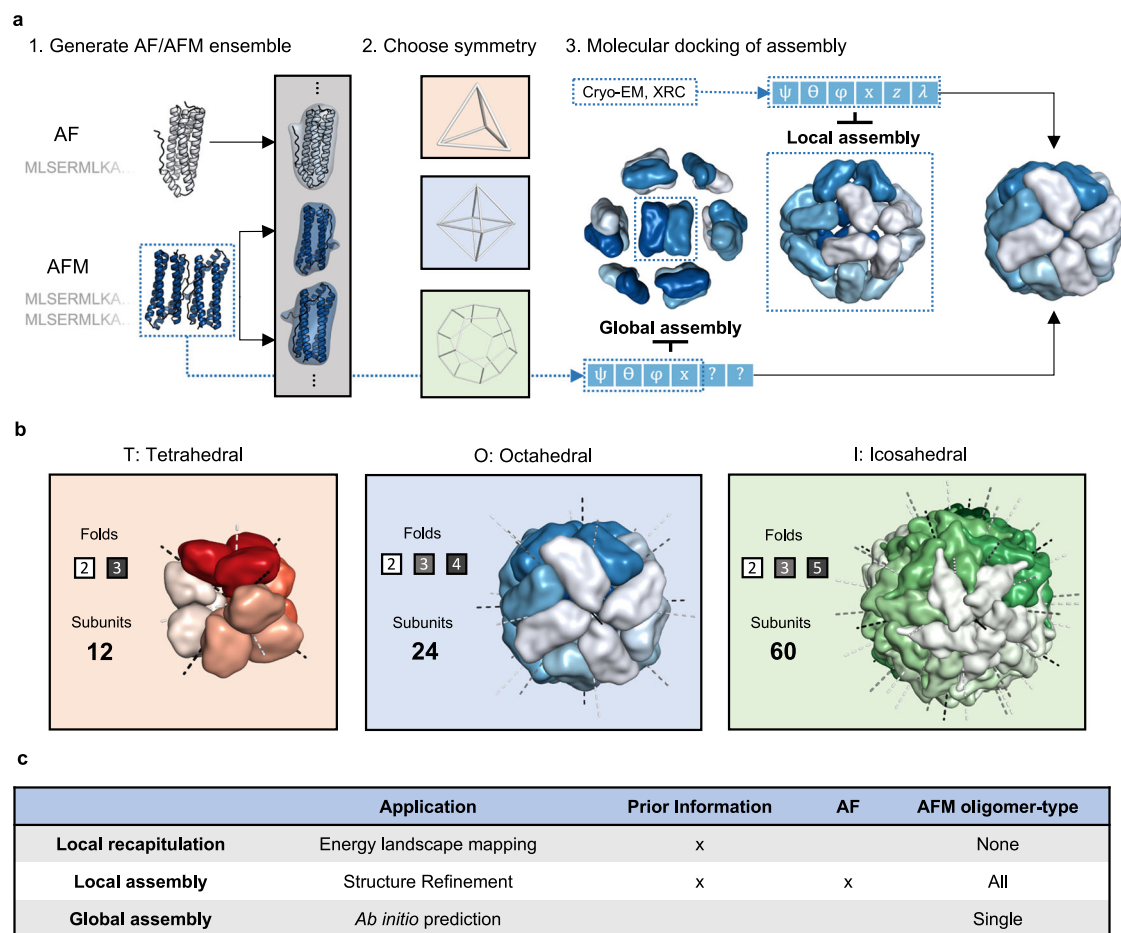 a
1. Generate AF/AFM ensemble
2. Choose symmetry
3. Molecular docking of assembly
AF
MLSERMLKA...
AFM
MLSERMLKA...
MLSERMLKA...
...
...
Cryo-EM, XRC
ψ θ φ x z λ
Local assembly
Global assembly
ψ θ φ x ? ?
b
T: Tetrahedral
O: Octahedral
I: Icosahedral
Folds
2 3
Subunits
12
Folds
2 3 4
Subunits
24
Folds
2 3 5
Subunits
60
c
Application Prior Information AF AFM oligomer-type
Local recapitulation Energy landscape mapping x None
Local assembly Structure Refinement x x All
Global assembly Ab initio prediction Single